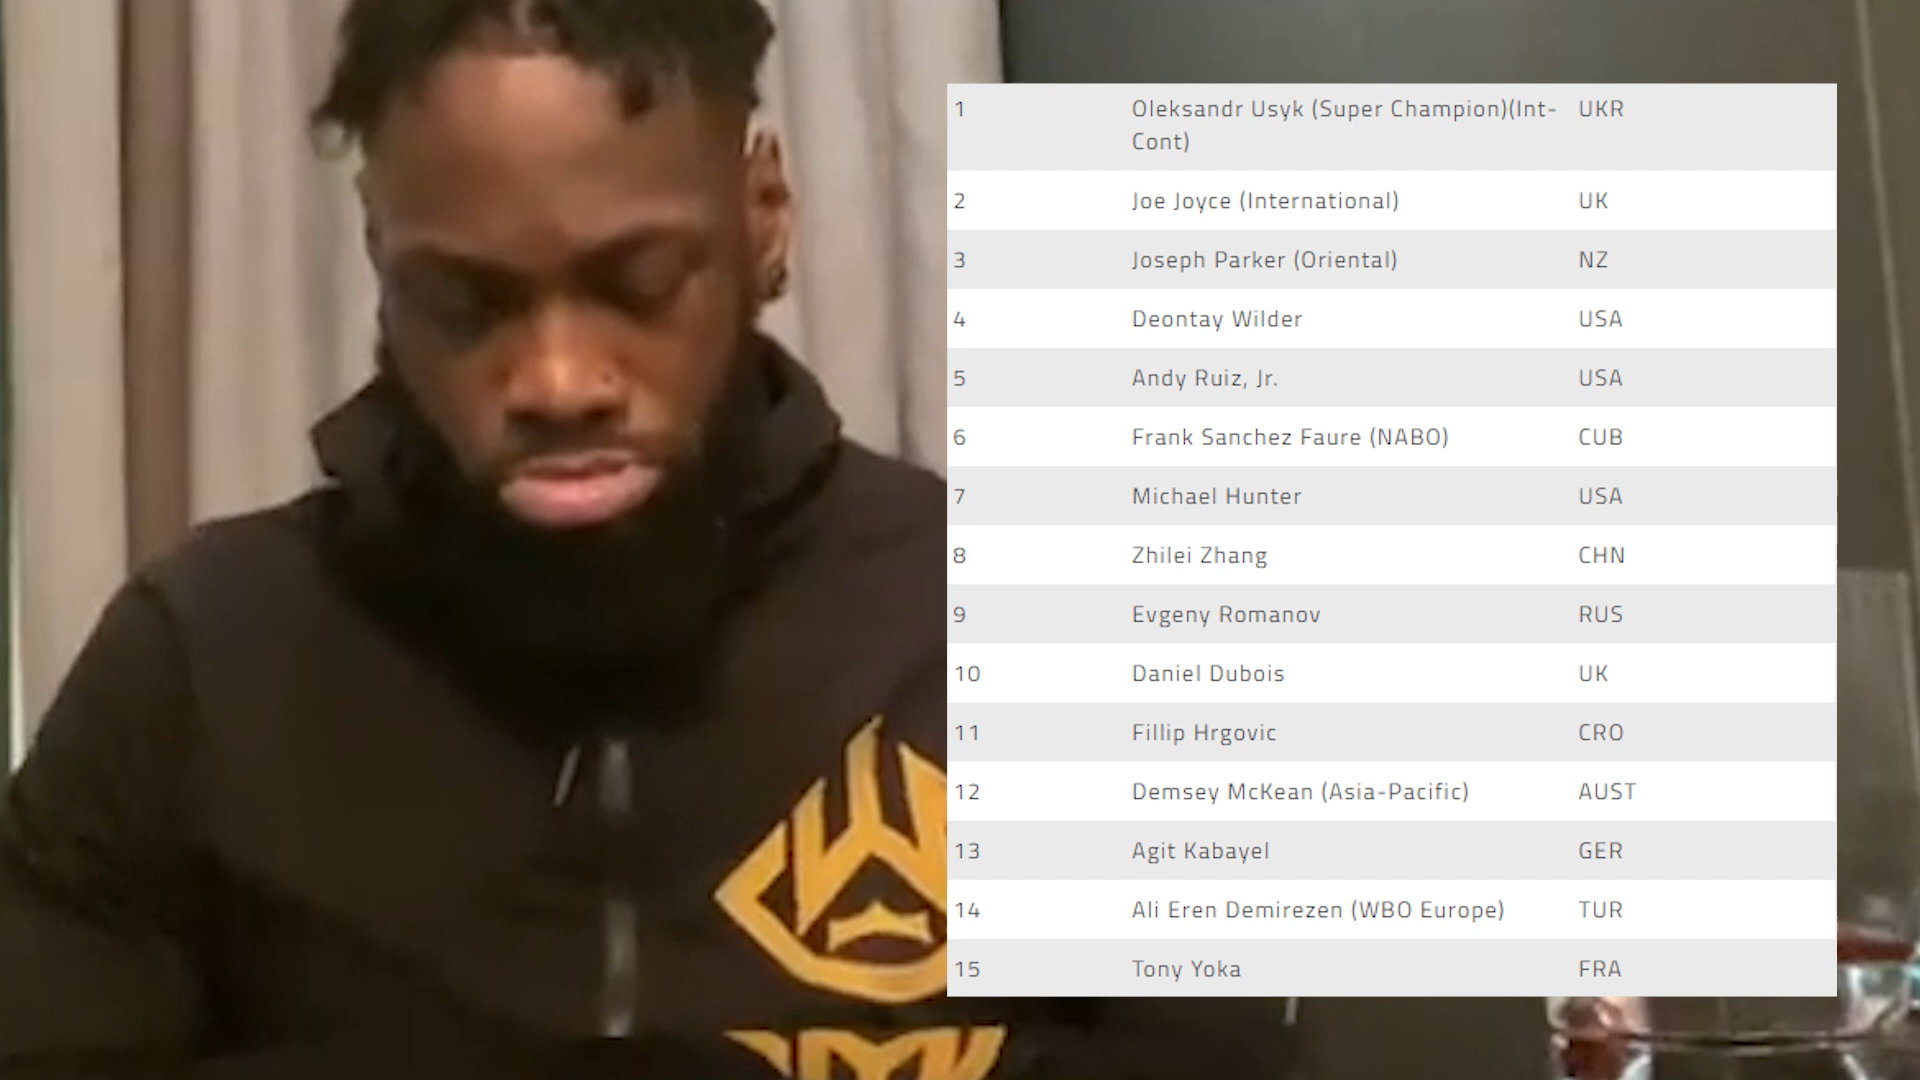 1 Oleksandr Usyk (Super Champion)(Int- UKR
Cont)
2 Joe Joyce (International) UK
3 Joseph Parker (Oriental) NZ
4 Deontay Wilder USA
5 Andy Ruiz, Jr. USA
6 Frank Sanchez Faure (NABO) CUB
7 Michael Hunter USA
8 Zhilei Zhang CHN
9 Evgeny Romanov RUS
10 Daniel Dubois UK
11 Fillip Hrgovic CRO
12 Demsey McKean (Asia-Pacific) AUST
13 Agit Kabayel GER
14 Ali Eren Demirezen (WBO Europe) TUR
15 Tony Yoka FRA